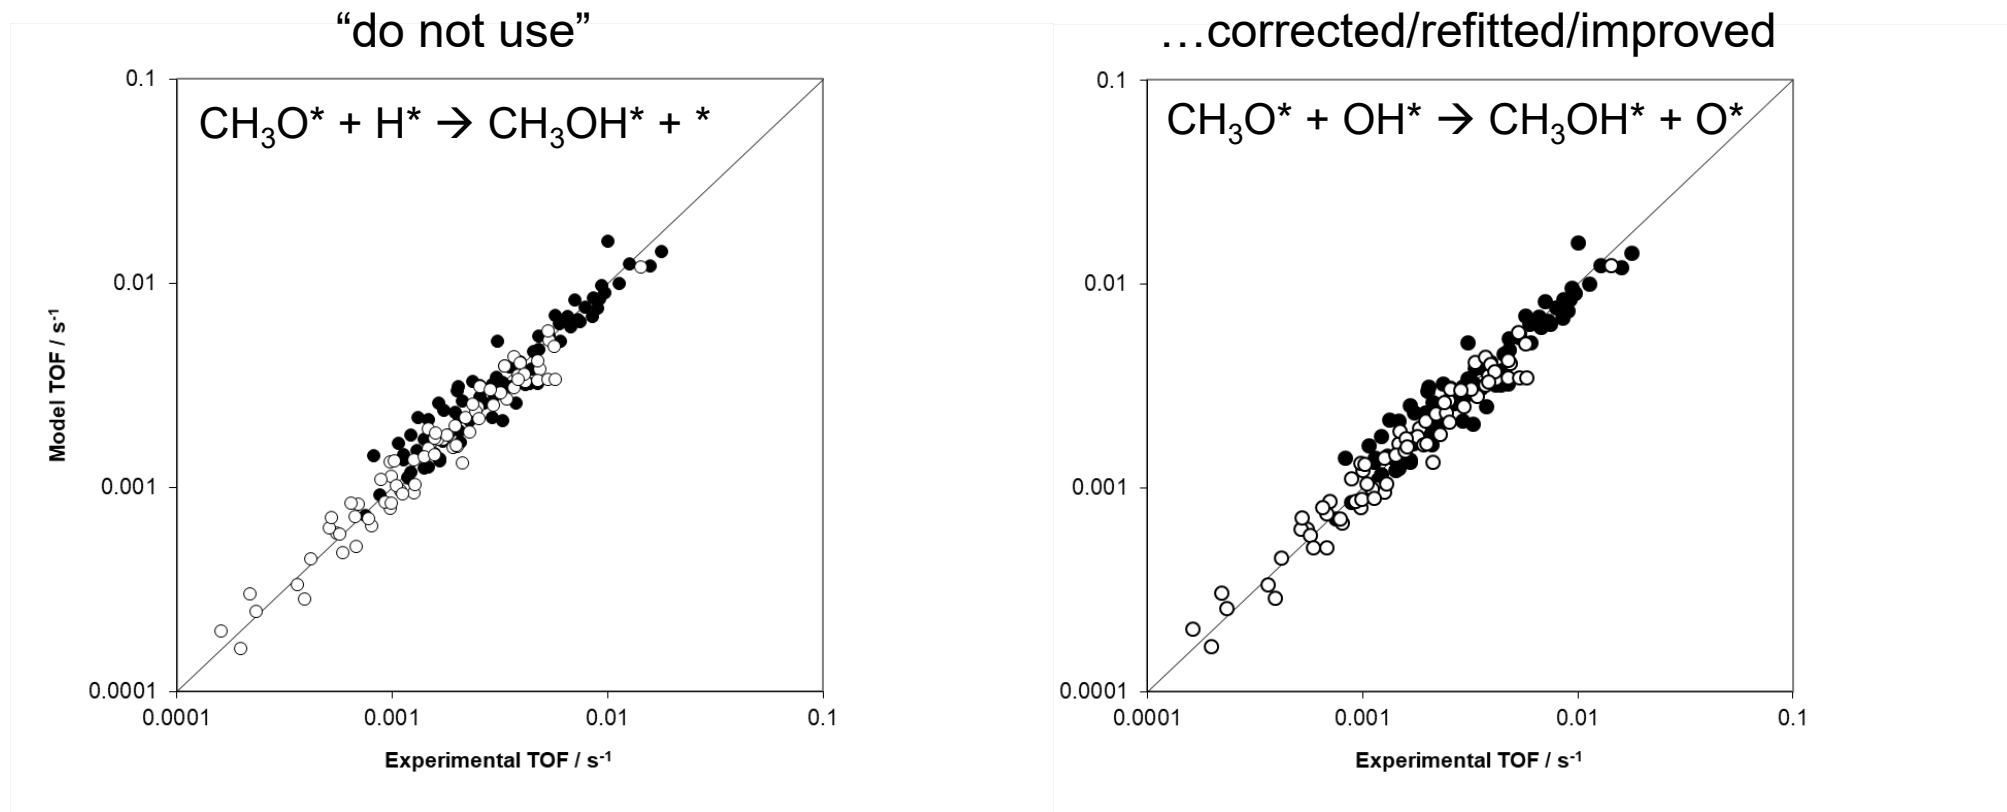 “do not use”
CH₃O* + H* → CH₃OH* + *
0.1
0.01
0.001
0.0001
Model TOF / s⁻¹
0.0001 0.001 0.01 0.1
Experimental TOF / s⁻¹
…corrected/refitted/improved
CH₃O* + OH* → CH₃OH* + O*
0.1
0.01
0.001
0.0001
0.0001 0.001 0.01 0.1
Experimental TOF / s⁻¹